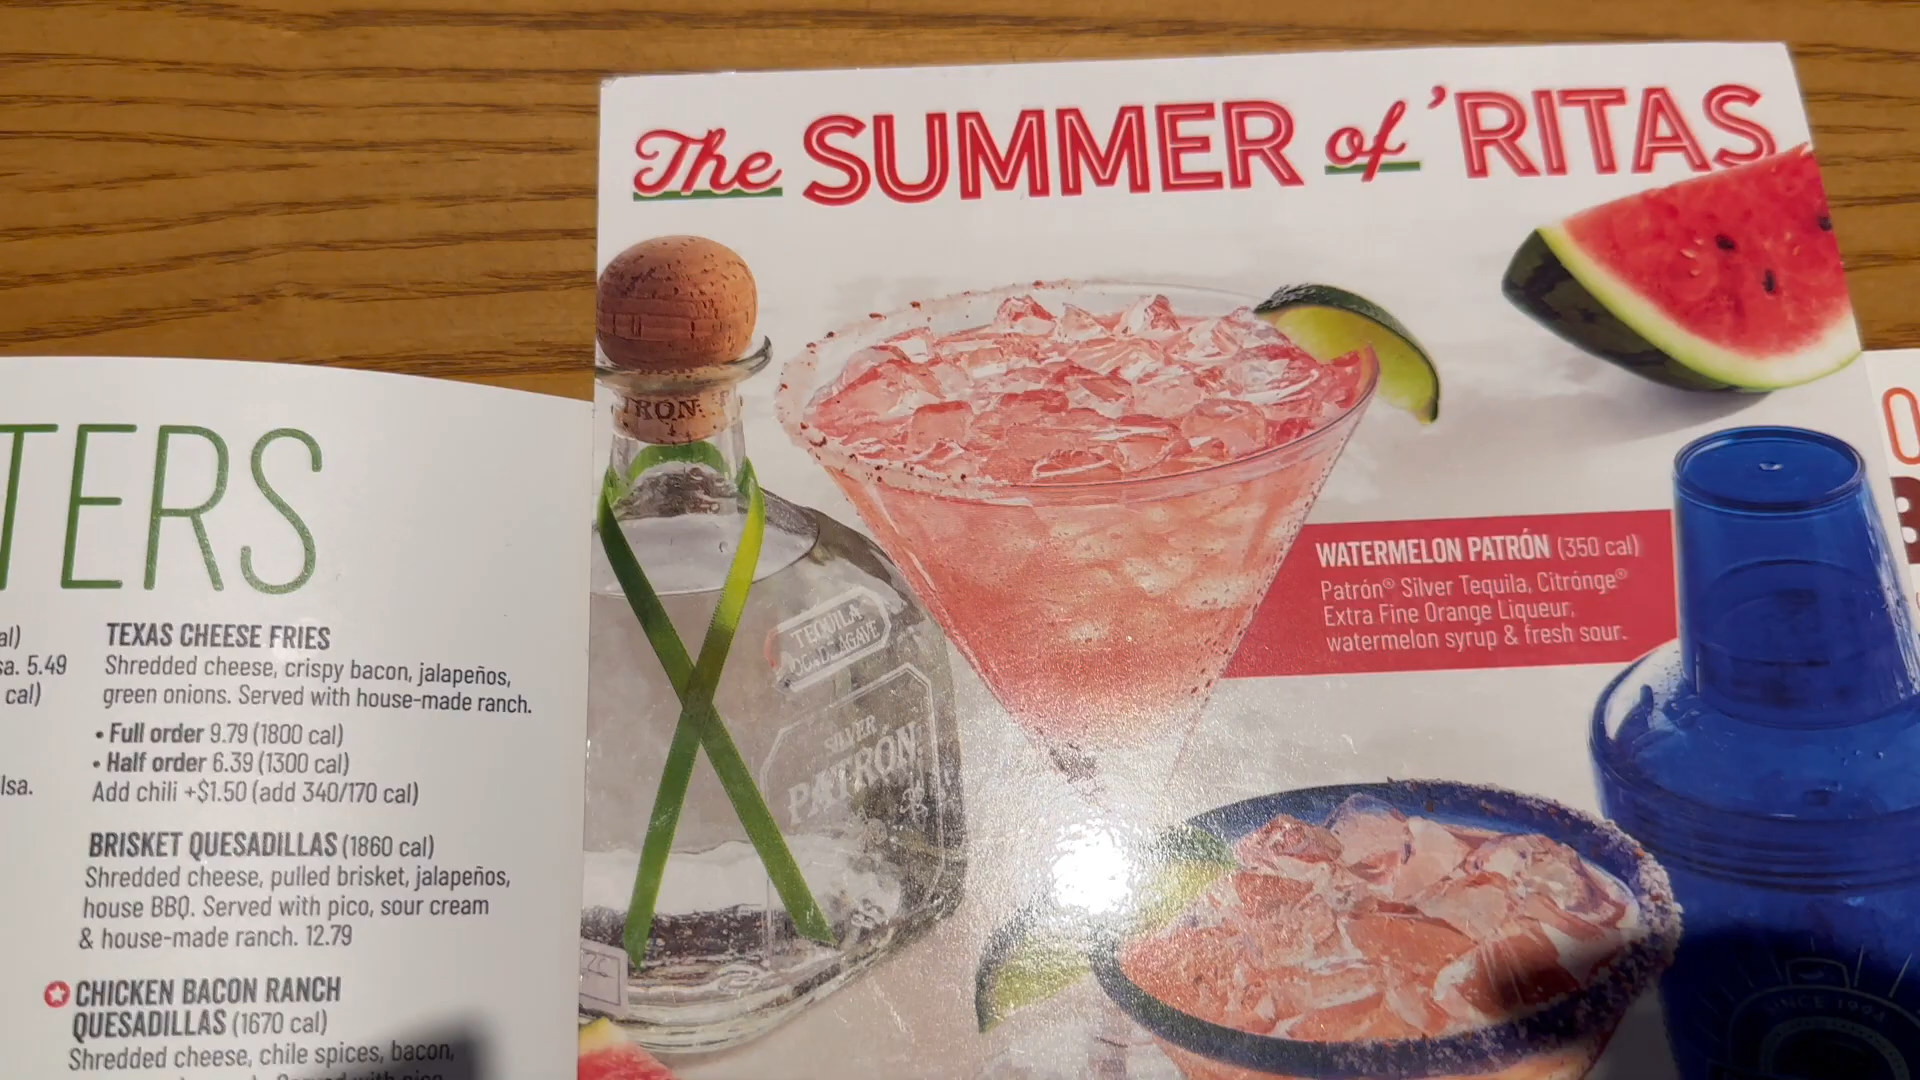 The SUMMER of 'RITAS
TERS
al)
sa. 5.49
cal)
lsa.
TEXAS CHEESE FRIES
Shredded cheese, crispy bacon, jalapeños,
green onions. Served with house-made ranch.
• Full order 9.79 (1800 cal)
• Half order 6.39 (1300 cal)
Add chili +$1.50 (add 340/170 cal)
BRISKET QUESADILLAS (1860 cal)
Shredded cheese, pulled brisket, jalapeños,
house BBQ. Served with pico, sour cream
& house-made ranch. 12.79
CHICKEN BACON RANCH
QUESADILLAS (1670 cal)
Shredded cheese, chile spices, bacon,
TRON
TEQUILA
SILVER
PATRÓN
WATERMELON PATRÓN (350 cal)
Patrón® Silver Tequila, Citrónge®
Extra Fine Orange Liqueur,
watermelon syrup & fresh sour.
SINCE 1994